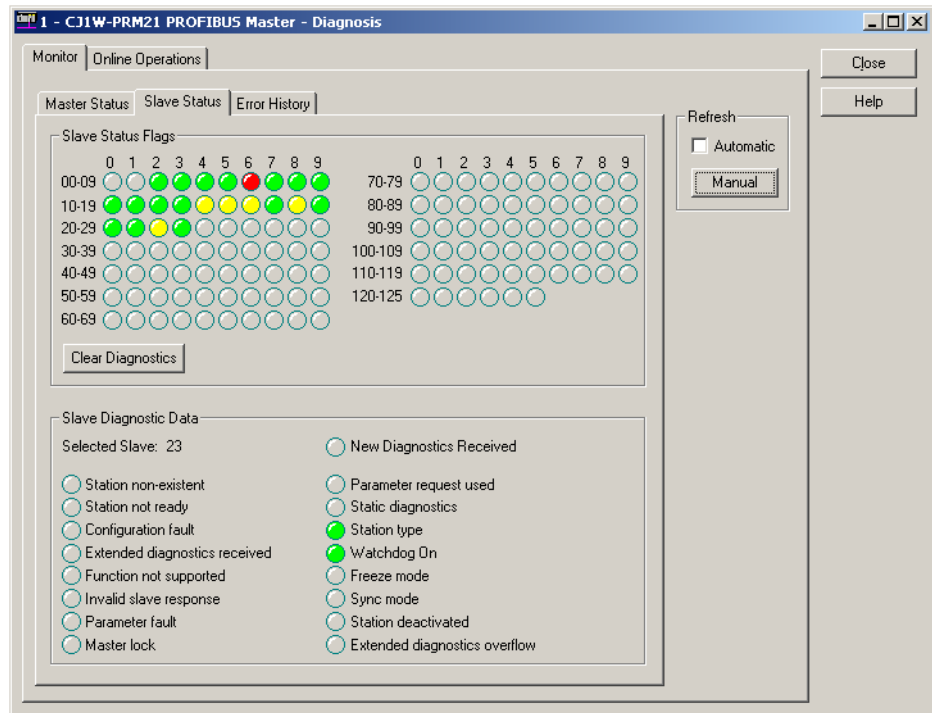 1 - CJ1W-PRM21 PROFIBUS Master - Diagnosis
Monitor Online Operations
Close
Master Status Slave Status Error History
Help
Refresh
Slave Status Flags
Automatic
0 1 2 3 4 5 6 7 8 9 0 1 2 3 4 5 6 7 8 9
00-09 70-79
Manual
10-19 80-89
20-29 90-99
30-39 100-109
40-49 110-119
50-59 120-125
60-69
Clear Diagnostics
Slave Diagnostic Data
Selected Slave: 23 New Diagnostics Received
Station non-existent Parameter request used
Station not ready Static diagnostics
Configuration fault Station type
Extended diagnostics received Watchdog On
Function not supported Freeze mode
Invalid slave response Sync mode
Parameter fault Station deactivated
Master lock Extended diagnostics overflow